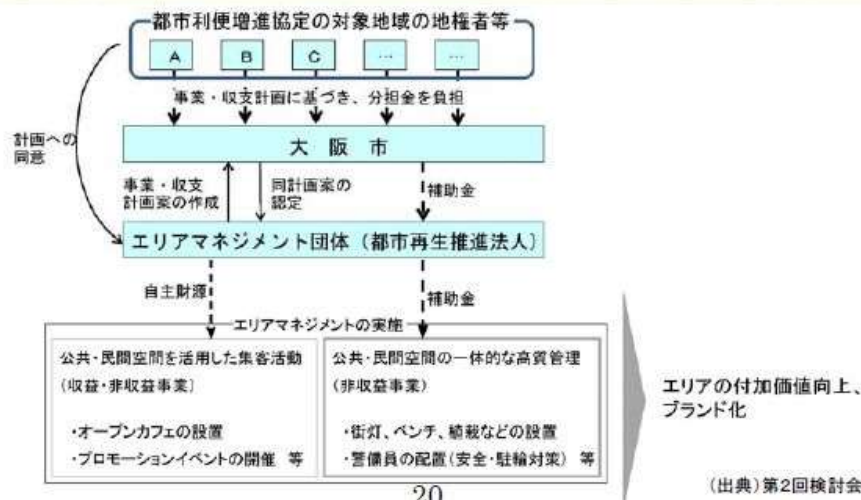 都市利便増進協定の対象地域の地権者等
A B C … …
事業・収支計画に基づき、分担金を負担
計画への
同意
大 阪 市
事業・収支
計画案の作成
同計画案の
認定
補助金
エリアマネジメント団体（都市再生推進法人）
自主財源
補助金
エリアマネジメントの実施
公共・民間空間を活用した集客活動
（収益・非収益事業）
・オープンカフェの設置
・プロモーションイベントの開催 等
公共・民間空間の一体的な高質管理
（非収益事業）
・街灯、ベンチ、植栽などの設置
・警備員の配置（安全・駐輪対策） 等
エリアの付加価値向上、
ブランド化
20
（出典）第2回検討会